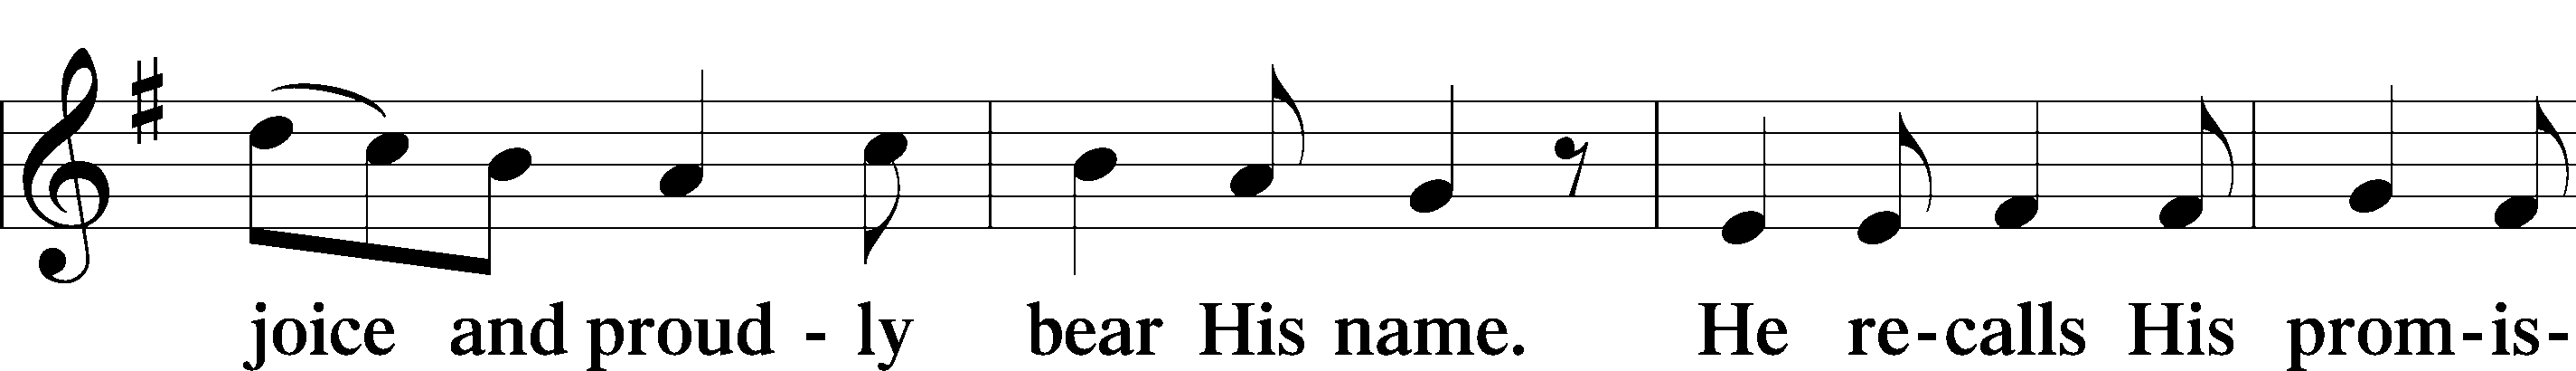 joice and proud - ly bear His name. He re-calls His prom-is-